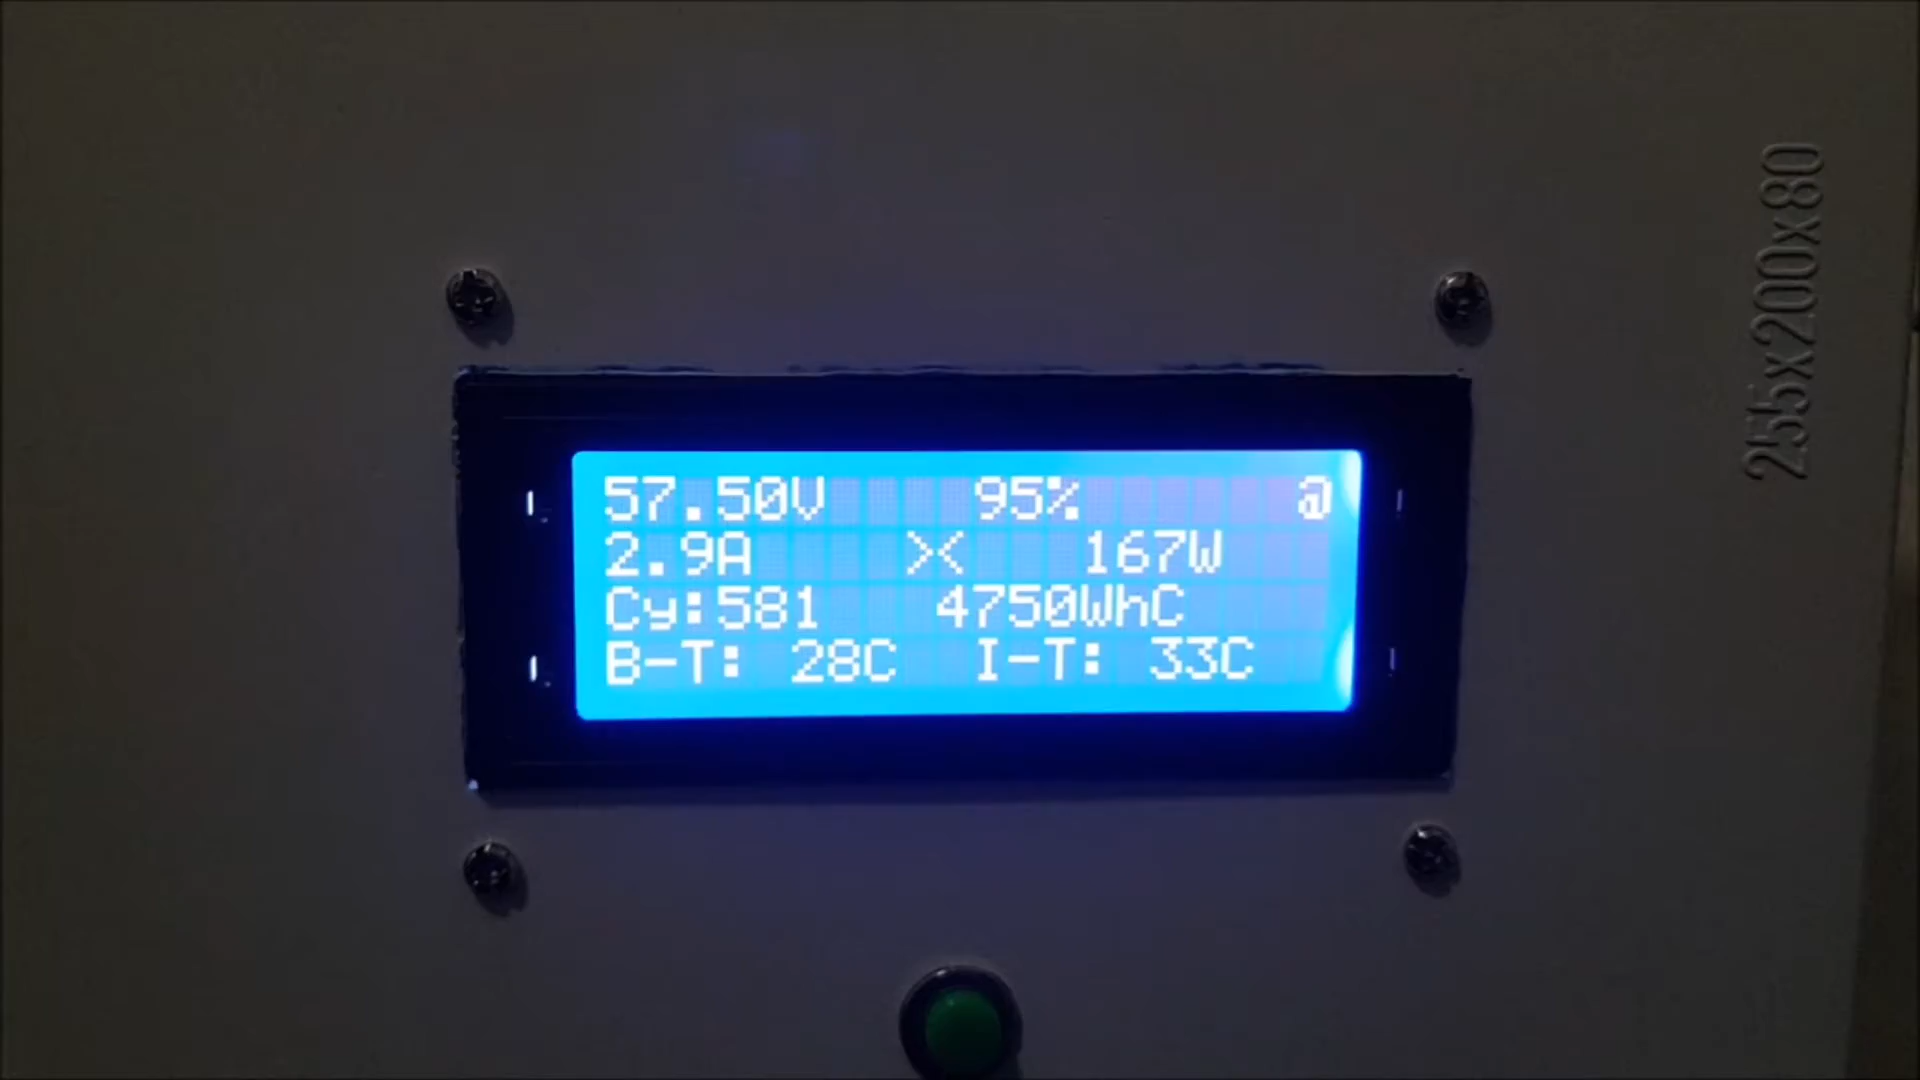 57.50V 95% @
2.9A >< 167W
Cy:581 4750WhC
B-T: 28C I-T: 33C
255x200x80